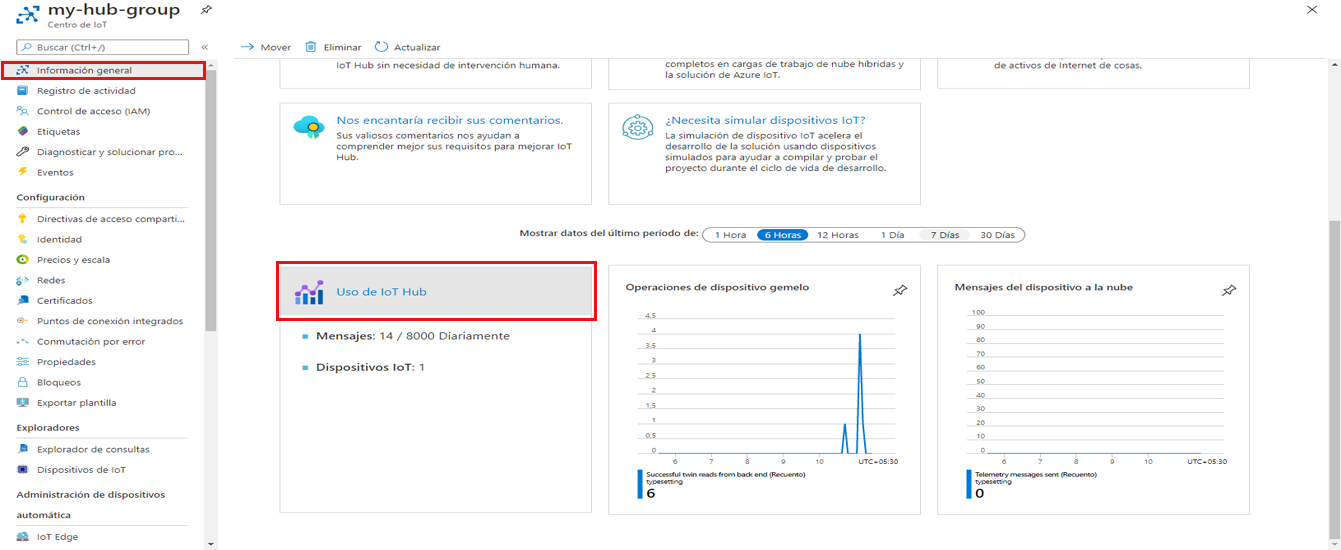 my-hub-group
Centro de IoT
Buscar (Ctrl+/)
«
Información general
Registro de actividad
Control de acceso (IAM)
Etiquetas
Diagnosticar y solucionar pro...
Eventos
Configuración
Directivas de acceso comparti...
Identidad
Precios y escala
Redes
Certificados
Puntos de conexión integrados
Conmutación por error
Propiedades
Bloqueos
Exportar plantilla
Exploradores
Explorador de consultas
Dispositivos de IoT
Administración de dispositivos
automática
IoT Edge
Mover Eliminar Actualizar
IoT Hub sin necesidad de intervención humana.
completos en cargas de trabajo de nube híbridas y
la solución de Azure IoT.
de activos de Internet de cosas.
Nos encantaría recibir sus comentarios.
Sus valiosos comentarios nos ayudan a
comprender mejor sus requisitos para mejorar IoT
Hub.
¿Necesita simular dispositivos IoT?
La simulación de dispositivo IoT acelera el
desarrollo de la solución usando dispositivos
simulados para ayudar a compilar y probar el
proyecto durante el ciclo de vida de desarrollo.
Mostrar datos del último período de: 1 Hora 6 Horas 12 Horas 1 Día 7 Días 30 Días
Uso de IoT Hub
Mensajes: 14 / 8000 Diariamente
Dispositivos IoT: 1
Operaciones de dispositivo gemelo
4,5
4
3,5
3
2,5
2
1,5
1
0,5
0
6 7 8 9 10 UTC+05:30
Successful twin reads from back end (Recuento)
typesetting
6
Mensajes del dispositivo a la nube
100
90
80
70
60
50
40
30
20
10
0
6 7 8 9 10 UTC+05:30
Telemetry messages sent (Recuento)
typesetting
0